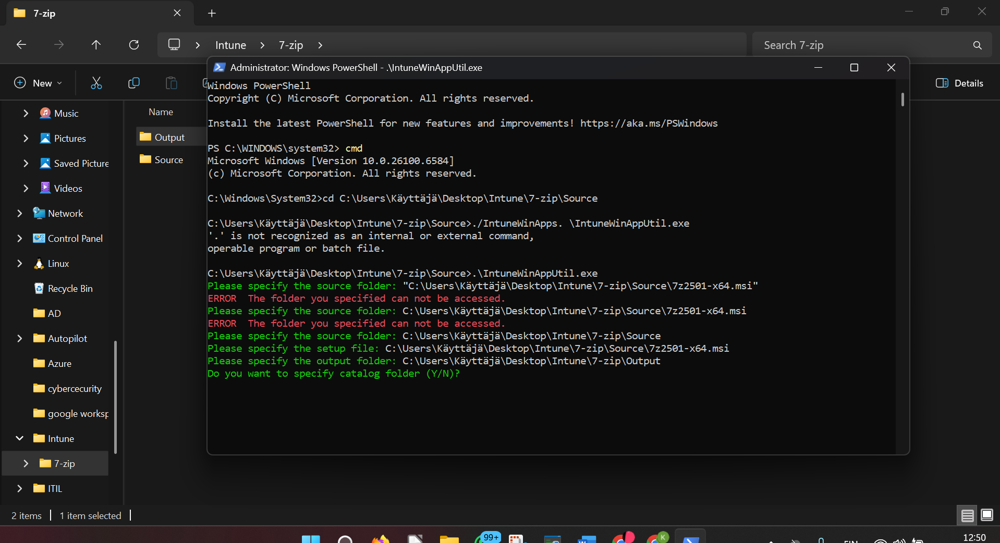 7-zip
Intune
7-zip
Search 7-zip
New
Details
Music
Pictures
Saved Picture
Videos
Network
Control Panel
Linux
Recycle Bin
AD
Autopilot
Azure
cybercecurity
google worksp
Intune
7-zip
ITIL
Name
Output
Source
Administrator: Windows PowerShell - .\IntuneWinAppUtil.exe
Windows PowerShell
Copyright (C) Microsoft Corporation. All rights reserved.
Install the latest PowerShell for new features and improvements! https://aka.ms/PSWindows
PS C:\WINDOWS\system32> cmd
Microsoft Windows [Version 10.0.26100.6584]
(c) Microsoft Corporation. All rights reserved.
C:\Windows\System32>cd C:\Users\Käyttäjä\Desktop\Intune\7-zip\Source
C:\Users\Käyttäjä\Desktop\Intune\7-zip\Source>./IntuneWinApps. \IntuneWinAppUtil.exe
'.' is not recognized as an internal or external command,
operable program or batch file.
C:\Users\Käyttäjä\Desktop\Intune\7-zip\Source>.\IntuneWinAppUtil.exe
Please specify the source folder: "C:\Users\Käyttäjä\Desktop\Intune\7-zip\Source\7z2501-x64.msi"
ERROR  The folder you specified can not be accessed.
Please specify the source folder: C:\Users\Käyttäjä\Desktop\Intune\7-zip\Source\7z2501-x64.msi
ERROR  The folder you specified can not be accessed.
Please specify the source folder: C:\Users\Käyttäjä\Desktop\Intune\7-zip\Source
Please specify the setup file: C:\Users\Käyttäjä\Desktop\Intune\7-zip\Source\7z2501-x64.msi
Please specify the output folder: C:\Users\Käyttäjä\Desktop\Intune\7-zip\Output
Do you want to specify catalog folder (Y/N)?
2 items
1 item selected
99+
K
FIN
12:50